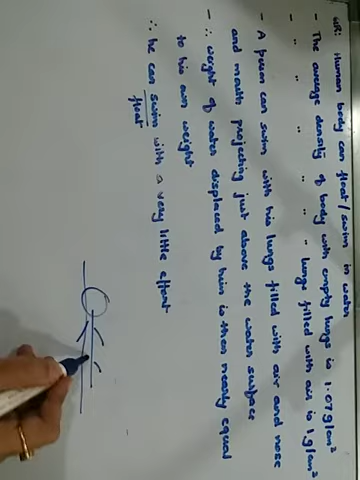 WR: Human body can float/swim in water
- The average density of body with empty lungs is 1.07g/cm³
- " " " " " lungs filled with air is 1g/cm³
- A person can swim with his lungs filled with air and nose
and mouth projecting just above the water surface
- ∴ weight of water displaced by him is then nearly equal
to his own weight
∴ he can swim with a very little effort
float